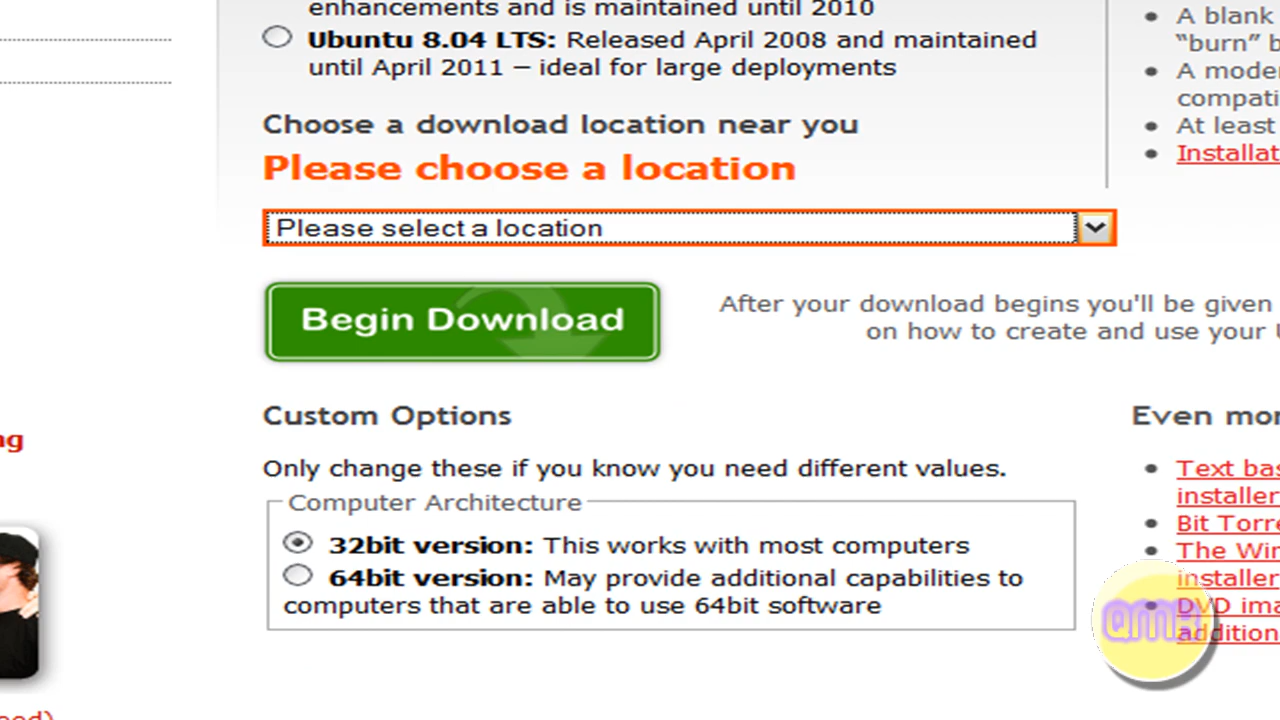 enhancements and is maintained until 2010
Ubuntu 8.04 LTS: Released April 2008 and maintained
until April 2011 – ideal for large deployments
Choose a download location near you
Please choose a location
Please select a location
Begin Download
After your download begins you'll be given
on how to create and use your
Custom Options
Only change these if you know you need different values.
Computer Architecture
32bit version: This works with most computers
64bit version: May provide additional capabilities to
computers that are able to use 64bit software
A blank
“burn” b
A moder
compati
At least
Installat
Even mor
Text bas
installer
Bit Torre
The Wir
installer
DVD ima
addition
ng
QMK